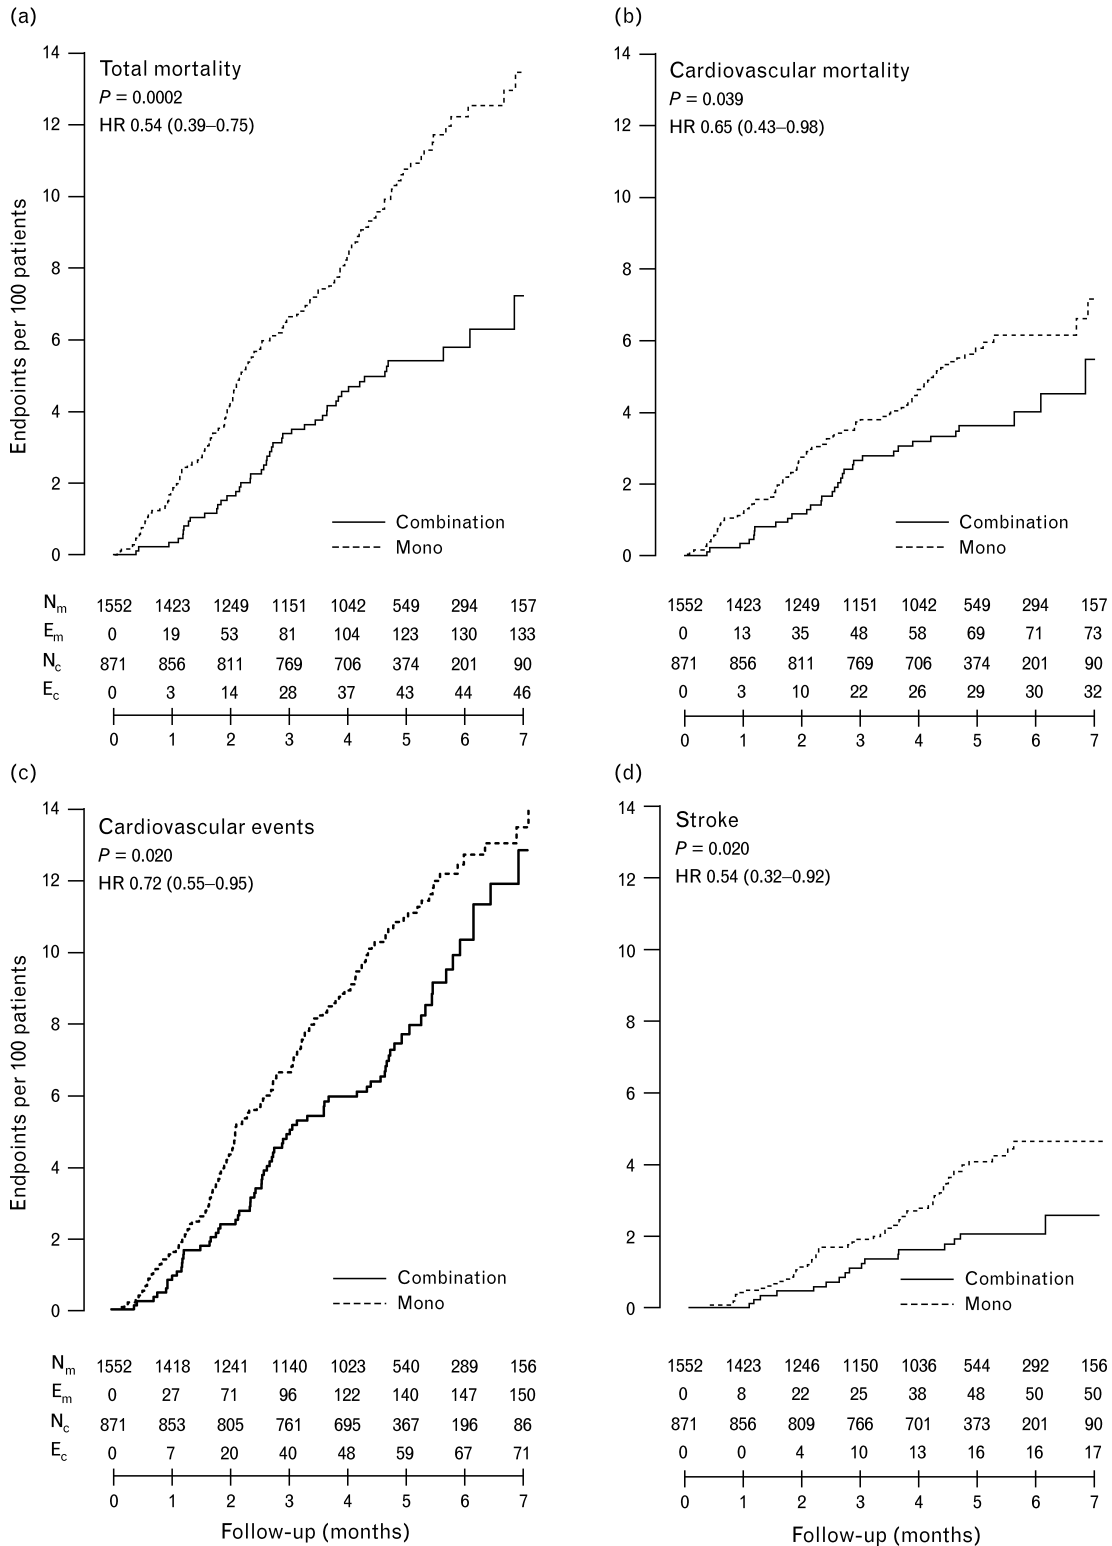 (a)
Total mortality
P = 0.0002
HR 0.54 (0.39–0.75)
14
12
10
8
6
4
2
0
Endpoints per 100 patients
Combination
Mono
Nm 1552 1423 1249 1151 1042 549 294 157
Em 0 19 53 81 104 123 130 133
Nc 871 856 811 769 706 374 201 90
Ec 0 3 14 28 37 43 44 46
0 1 2 3 4 5 6 7
(b)
Cardiovascular mortality
P = 0.039
HR 0.65 (0.43–0.98)
14
12
10
8
6
4
2
0
Combination
Mono
1552 1423 1249 1151 1042 549 294 157
0 13 35 48 58 69 71 73
871 856 811 769 706 374 201 90
0 3 10 22 26 29 30 32
0 1 2 3 4 5 6 7
(c)
Cardiovascular events
P = 0.020
HR 0.72 (0.55–0.95)
14
12
10
8
6
4
2
0
Endpoints per 100 patients
Combination
Mono
Nm 1552 1418 1241 1140 1023 540 289 156
Em 0 27 71 96 122 140 147 150
Nc 871 853 805 761 695 367 196 86
Ec 0 7 20 40 48 59 67 71
0 1 2 3 4 5 6 7
Follow-up (months)
(d)
Stroke
P = 0.020
HR 0.54 (0.32–0.92)
14
12
10
8
6
4
2
0
Combination
Mono
1552 1423 1246 1150 1036 544 292 156
0 8 22 25 38 48 50 50
871 856 809 766 701 373 201 90
0 0 4 10 13 16 16 17
0 1 2 3 4 5 6 7
Follow-up (months)